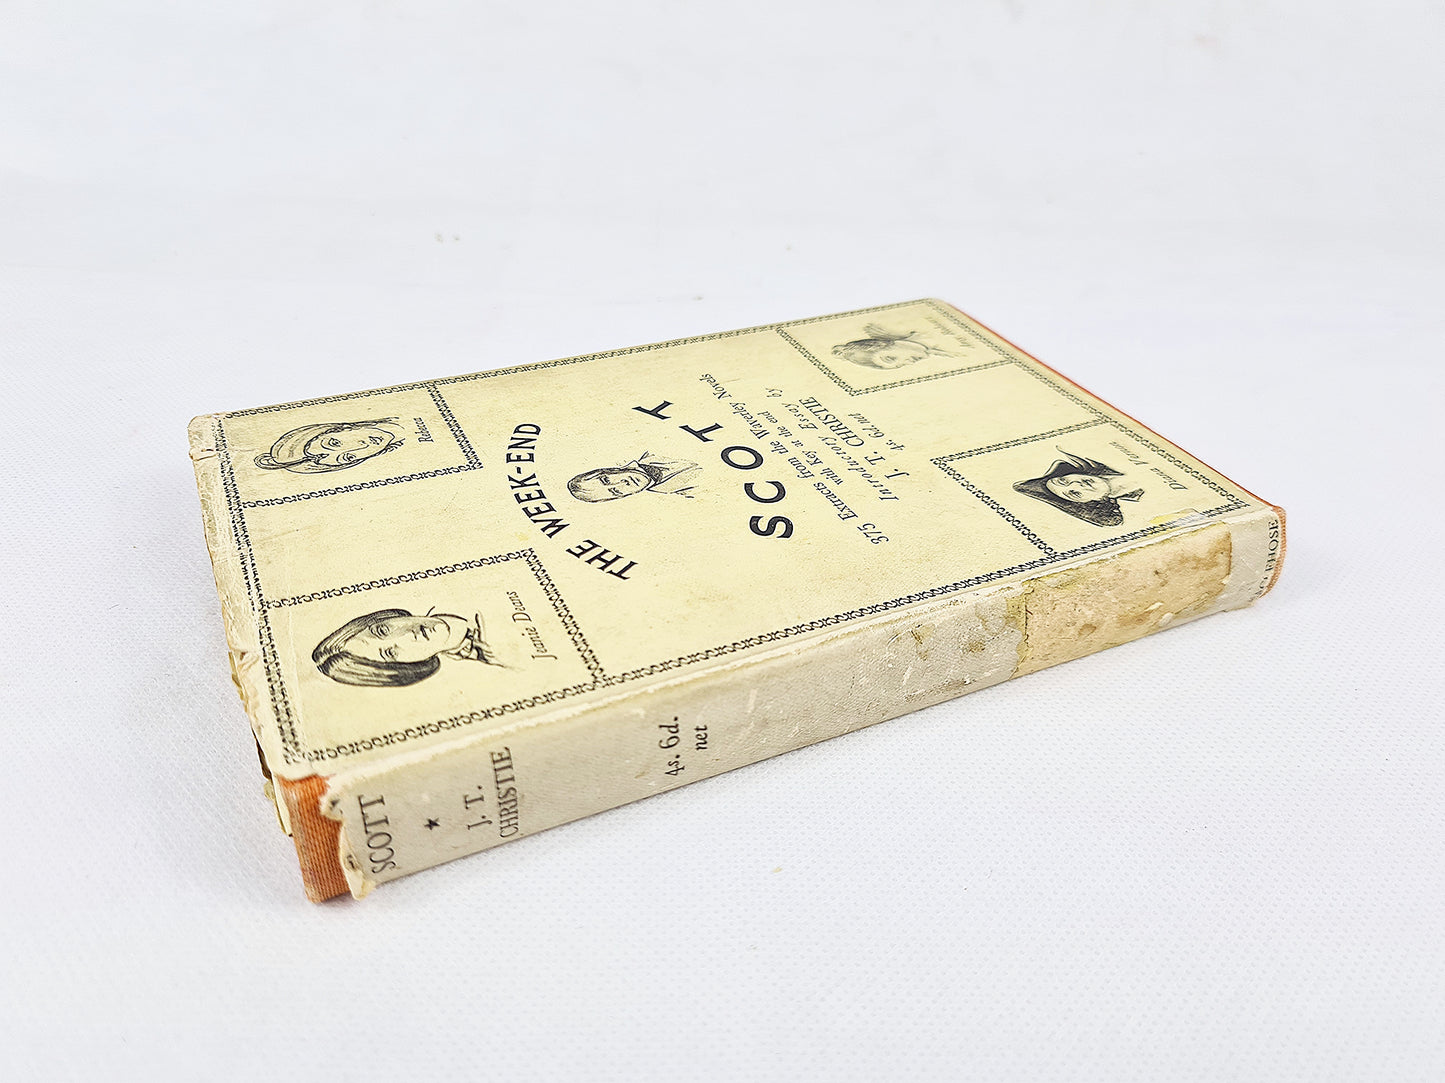 Rowena
Jeanie Deans
THE WEEK-END
SCOTT
375 Extracts from the Waverley Novels
with Key at the end
Introductory Essay by
J. T. CHRISTIE
4s. 6d. net
Diana Vernon
SCOTT
★
J. T.
CHRISTIE
4s. 6d.
net